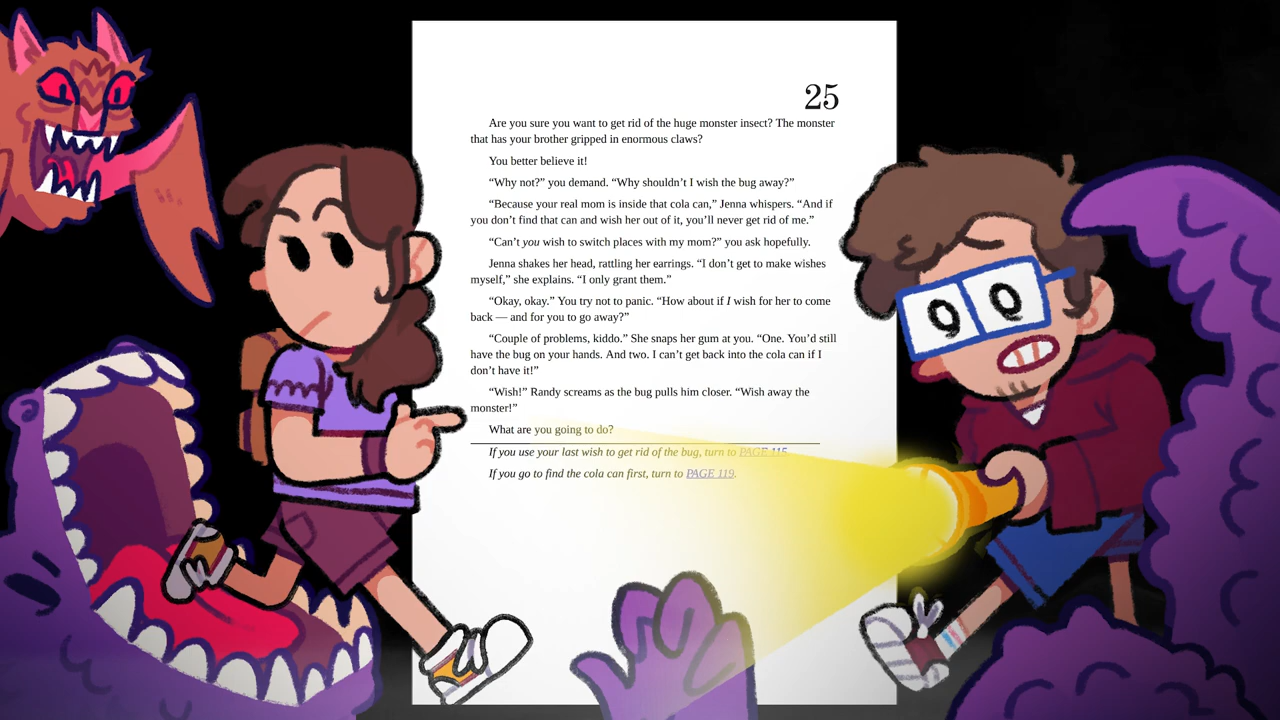 25
Are you sure you want to get rid of the huge monster insect? The monster
that has your brother gripped in enormous claws?
You better believe it!
“Why not?” you demand. “Why shouldn’t I wish the bug away?”
“Because your real mom is inside that cola can,” Jenna whispers. “And if
you don’t find that can and wish her out of it, you’ll never get rid of me.”
“Can’t you wish to switch places with my mom?” you ask hopefully.
Jenna shakes her head, rattling her earrings. “I don’t get to make wishes
myself,” she explains. “I only grant them.”
“Okay, okay.” You try not to panic. “How about if I wish for her to come
back — and for you to go away?”
“Couple of problems, kiddo.” She snaps her gum at you. “One. You’d still
have the bug on your hands. And two. I can’t get back into the cola can if I
don’t have it!”
“Wish!” Randy screams as the bug pulls him closer. “Wish away the
monster!”
What are you going to do?
If you use your last wish to get rid of the bug, turn to PAGE 115.
If you go to find the cola can first, turn to PAGE 119.